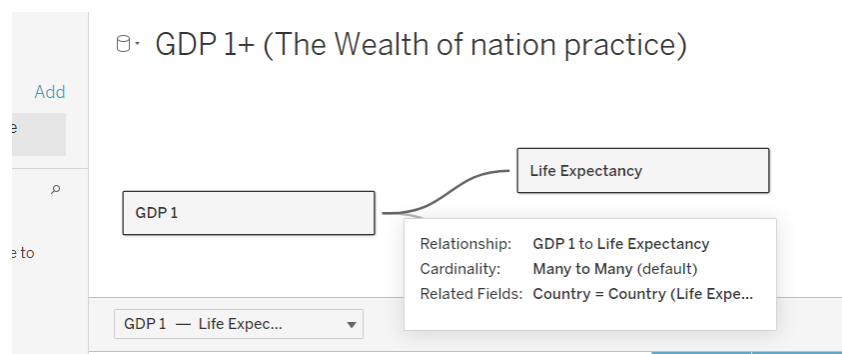 GDP 1+ (The Wealth of nation practice)
Add
e
Life Expectancy
GDP 1
Relationship: GDP 1 to Life Expectancy
Cardinality: Many to Many (default)
Related Fields: Country = Country (Life Expe...
e to
GDP 1 — Life Expec...